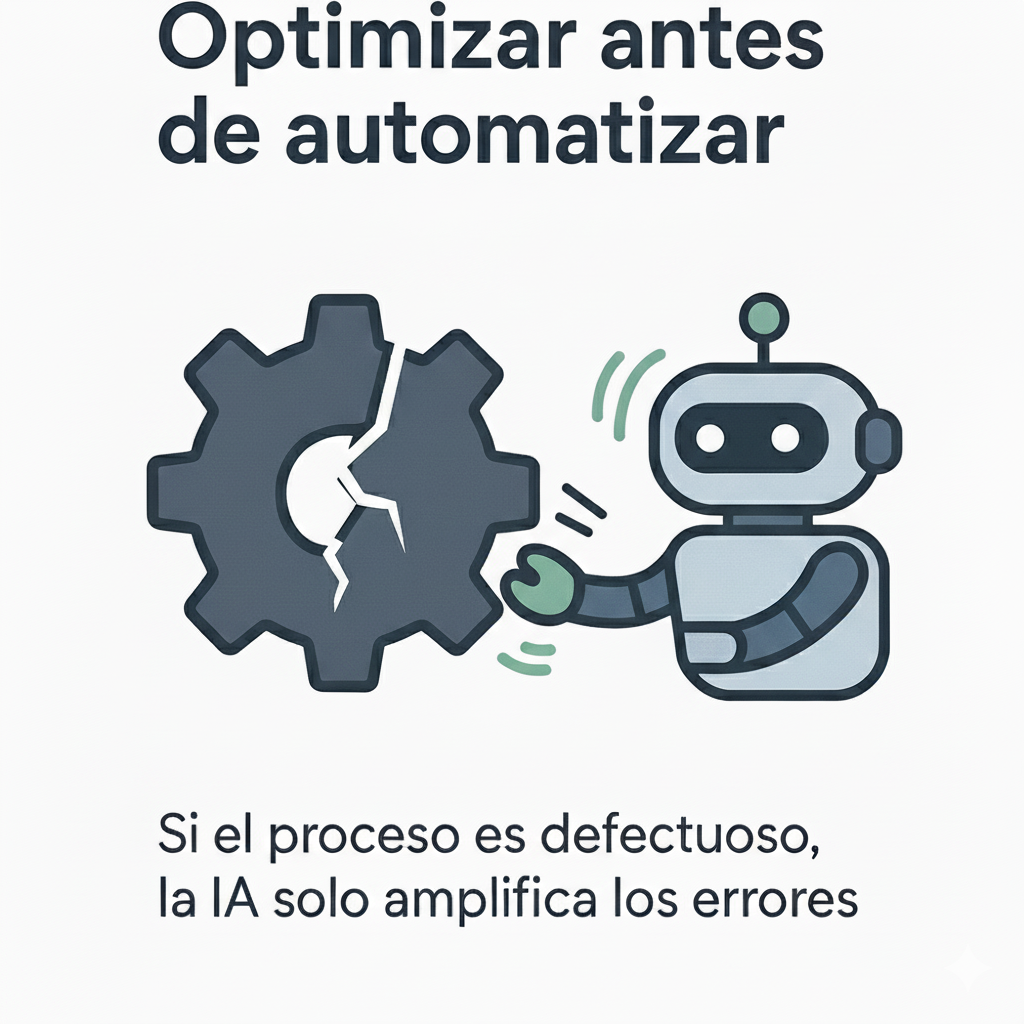 Optimizar antes
de automatizar
Si el proceso es defectuoso,
la IA solo amplifica los errores